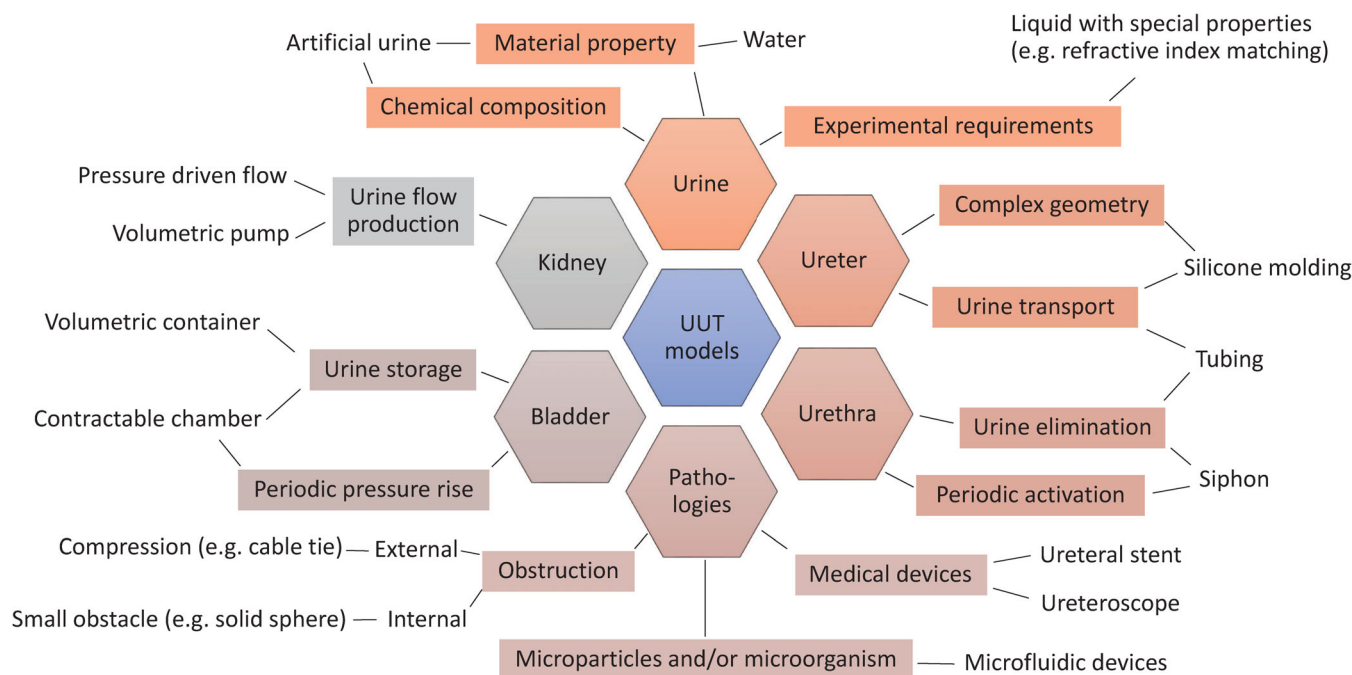 Liquid with special properties
(e.g. refractive index matching)
Artificial urine
Material property
Water
Chemical composition
Experimental requirements
Urine
Pressure driven flow
Urine flow
production
Volumetric pump
Kidney
Complex geometry
Ureter
Silicone molding
Urine transport
UUT
models
Volumetric container
Urine storage
Contractable chamber
Bladder
Periodic pressure rise
Tubing
Urethra
Urine elimination
Siphon
Periodic activation
Patho-
logies
Compression (e.g. cable tie)
External
Obstruction
Small obstacle (e.g. solid sphere)
Internal
Medical devices
Ureteral stent
Ureteroscope
Microparticles and/or microorganism
Microfluidic devices